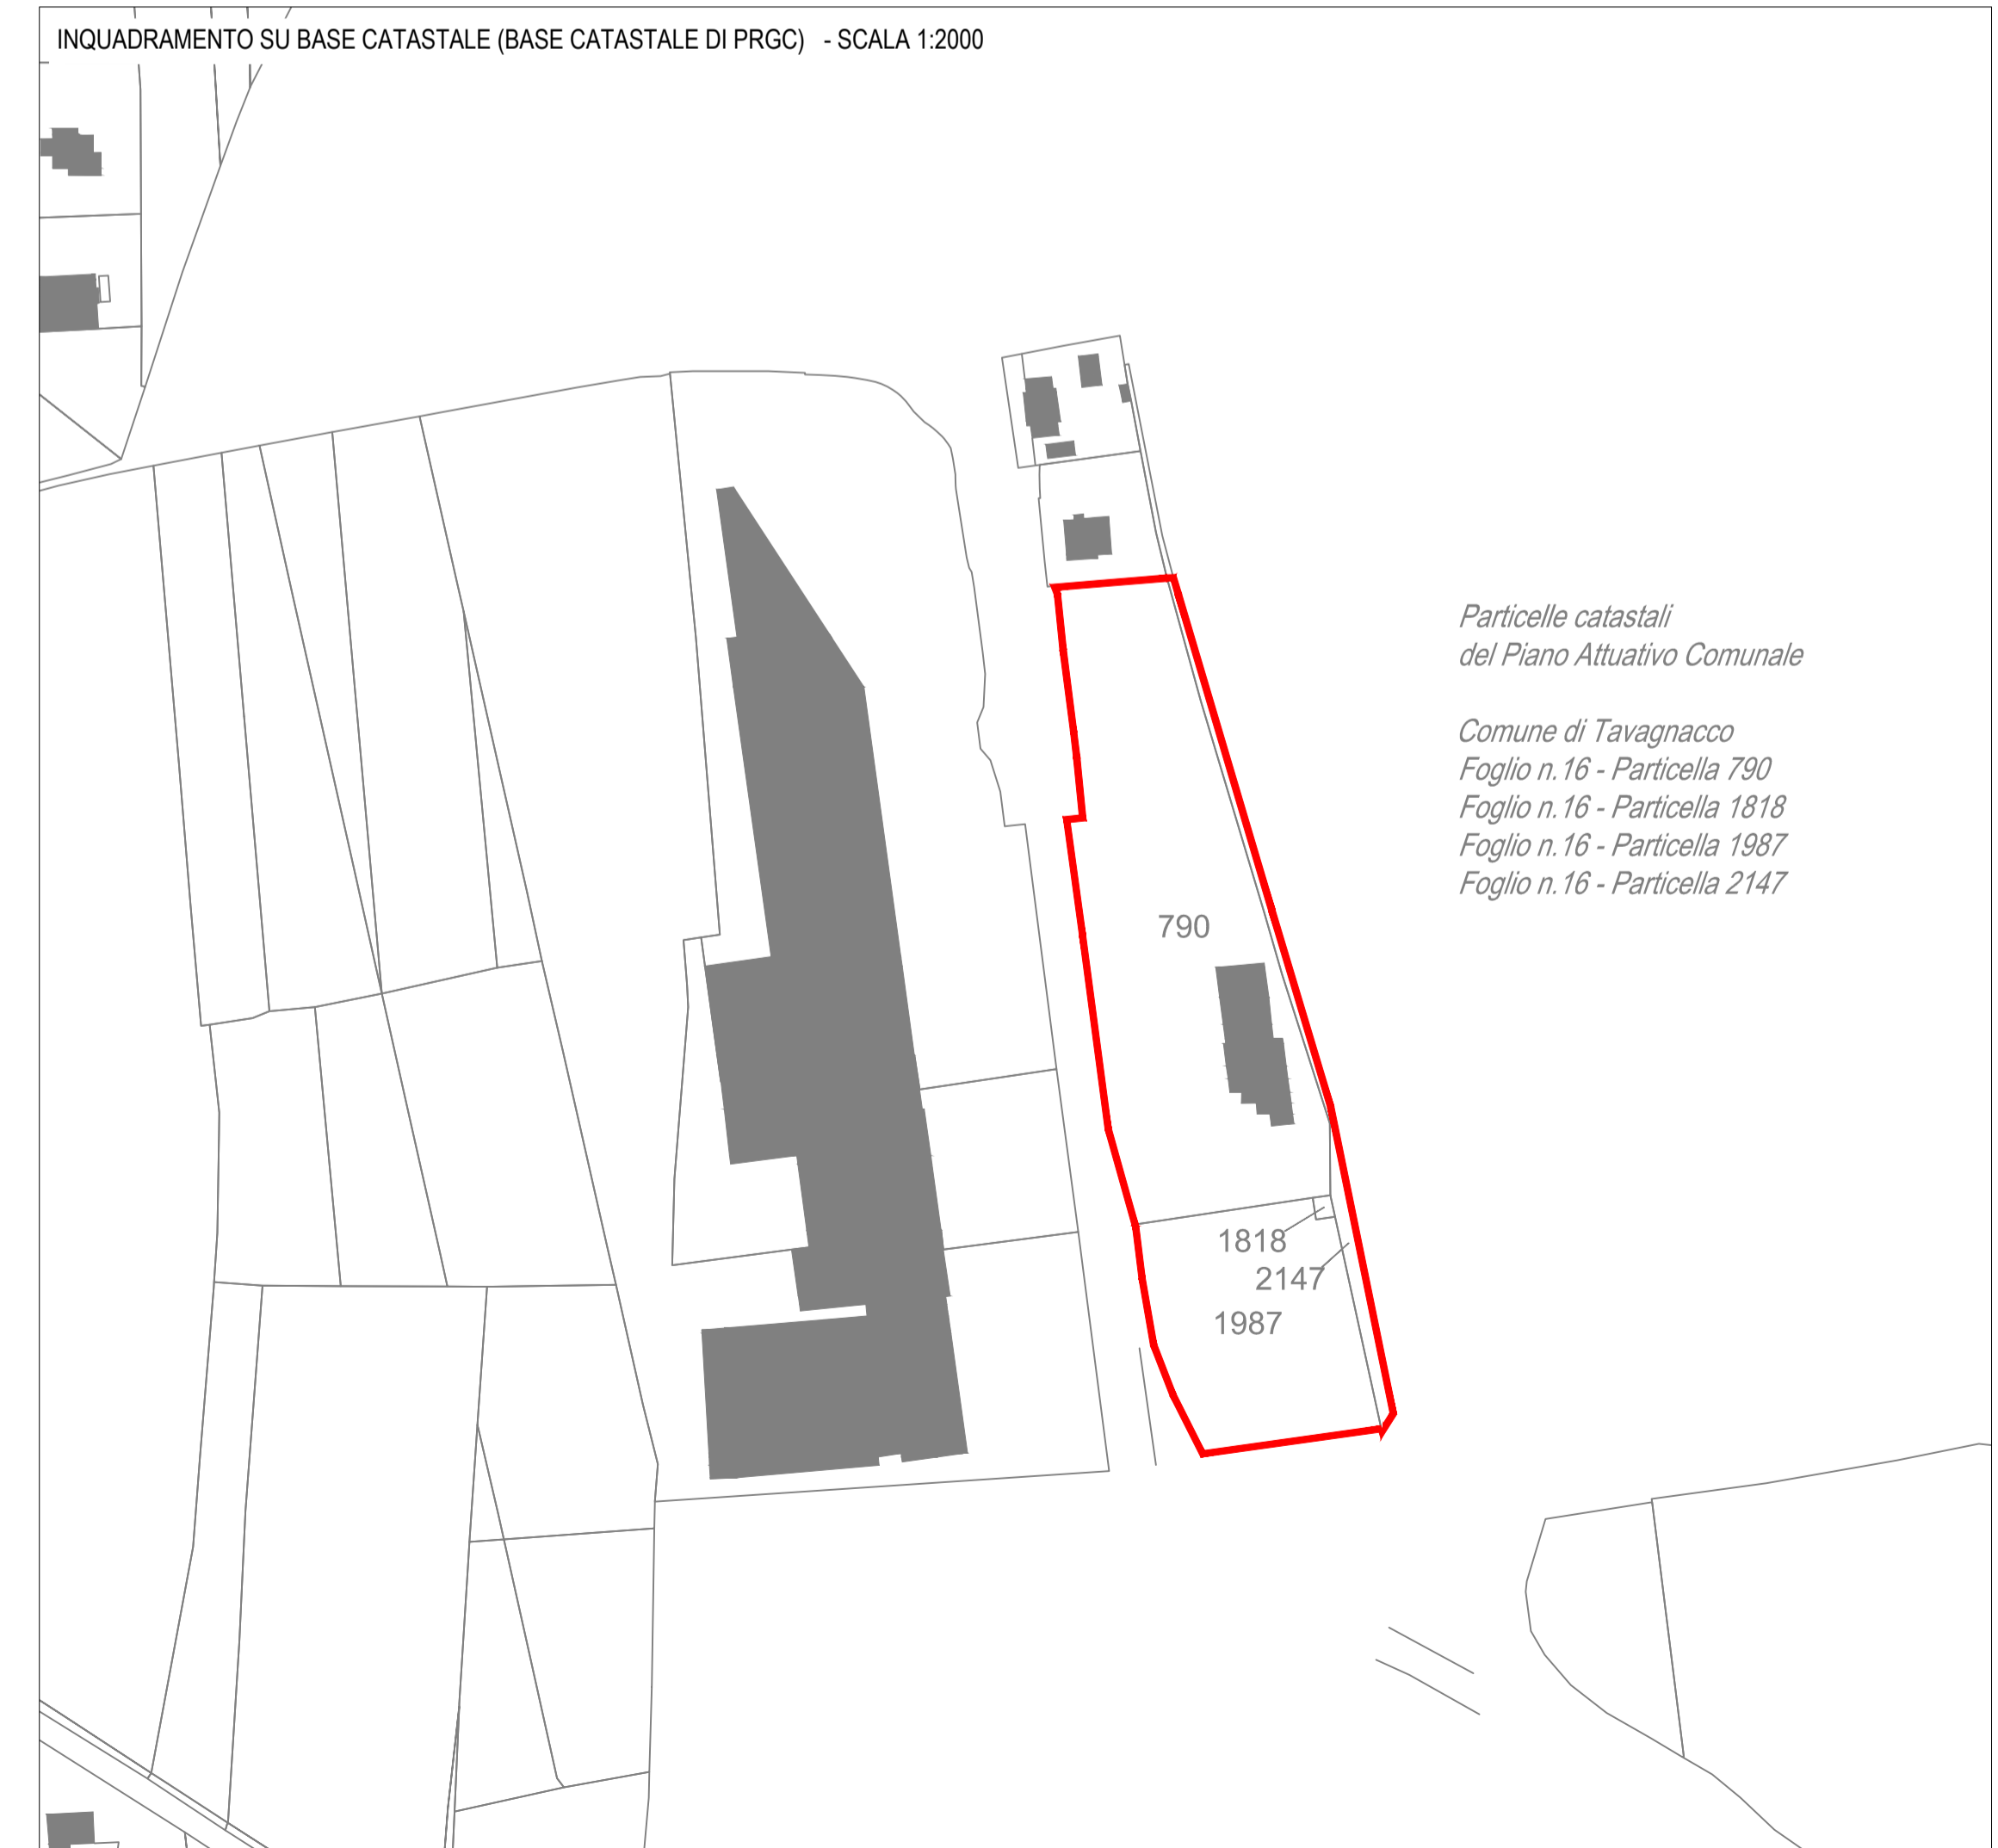 INQUADRAMENTO SU BASE CATASTALE (BASE CATASTALE DI PRGC) - SCALA 1:2000
Particelle catastali
del Piano Attuativo Comunale
Comune di Tavagnacco
Foglio n.16 - Particella 790
Foglio n.16 - Particella 1818
Foglio n.16 - Particella 1987
Foglio n.16 - Particella 2147
790
1818
2147
1987